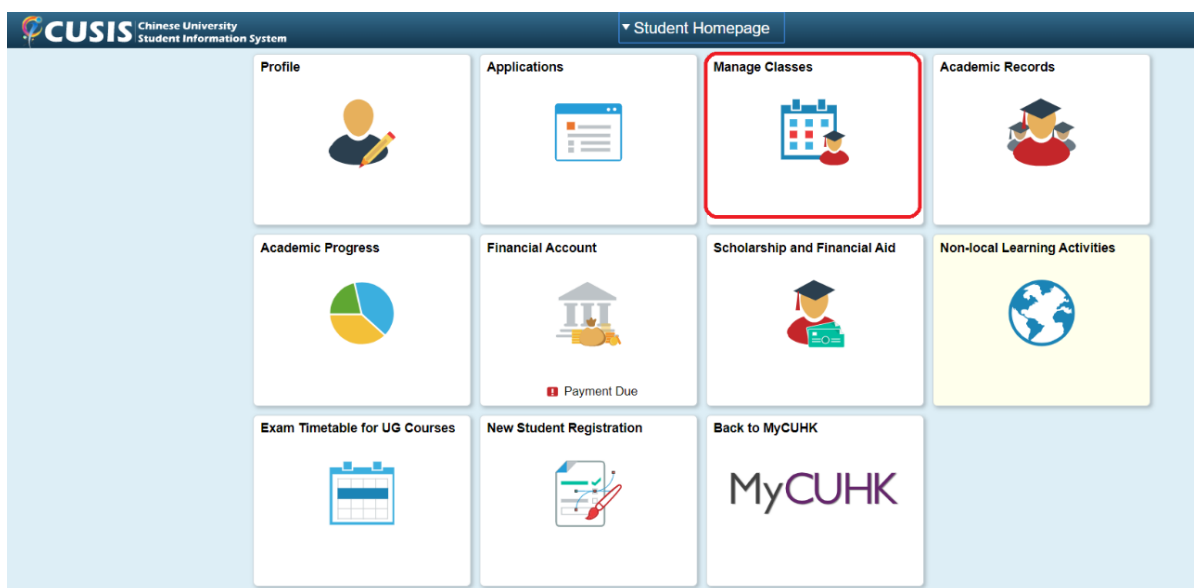 CUSIS Chinese University
Student Information System
Student Homepage
Profile
Applications
Manage Classes
Academic Records
Academic Progress
Financial Account
Payment Due
Scholarship and Financial Aid
Non-local Learning Activities
Exam Timetable for UG Courses
New Student Registration
Back to MyCUHK
MyCUHK